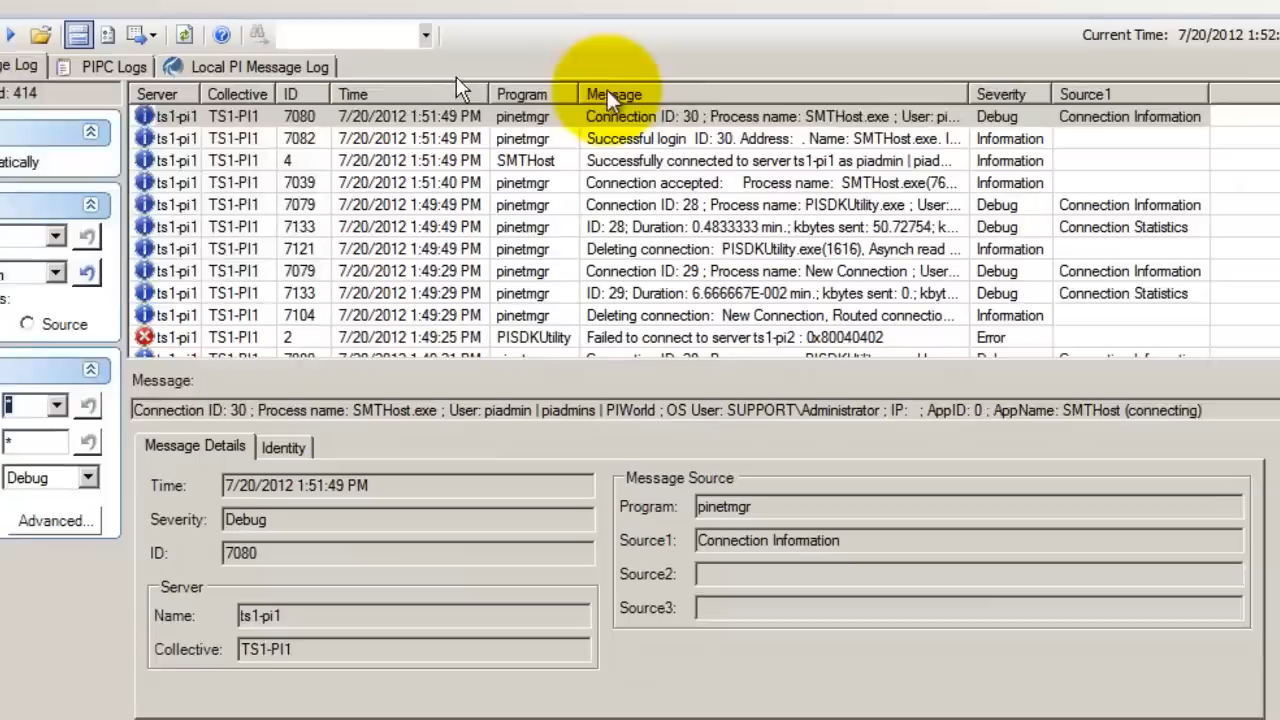 Current Time: 7/20/2012 1:52:
ge Log PIPC Logs Local PI Message Log
d: 414
Server Collective ID Time Program Message Severity Source1
ts1-pi1 TS1-PI1 7080 7/20/2012 1:51:49 PM pinetmgr Connection ID: 30 ; Process name: SMTHost.exe ; User: pi... Debug Connection Information
ts1-pi1 TS1-PI1 7082 7/20/2012 1:51:49 PM pinetmgr Successful login ID: 30. Address: . Name: SMTHost.exe. I... Information
ts1-pi1 TS1-PI1 4 7/20/2012 1:51:49 PM SMTHost Successfully connected to server ts1-pi1 as piadmin | piad... Information
ts1-pi1 TS1-PI1 7039 7/20/2012 1:51:40 PM pinetmgr Connection accepted: Process name: SMTHost.exe(76... Information
ts1-pi1 TS1-PI1 7079 7/20/2012 1:49:49 PM pinetmgr Connection ID: 28 ; Process name: PISDKUtility.exe ; User:... Debug Connection Information
ts1-pi1 TS1-PI1 7133 7/20/2012 1:49:49 PM pinetmgr ID: 28; Duration: 0.4833333 min.; kbytes sent: 50.72754; k... Debug Connection Statistics
ts1-pi1 TS1-PI1 7121 7/20/2012 1:49:49 PM pinetmgr Deleting connection: PISDKUtility.exe(1616), Asynch read ... Information
ts1-pi1 TS1-PI1 7079 7/20/2012 1:49:29 PM pinetmgr Connection ID: 29 ; Process name: New Connection ; User... Debug Connection Information
ts1-pi1 TS1-PI1 7133 7/20/2012 1:49:29 PM pinetmgr ID: 29; Duration: 6.666667E-002 min.; kbytes sent: 0.; kbyt... Debug Connection Statistics
ts1-pi1 TS1-PI1 7104 7/20/2012 1:49:29 PM pinetmgr Deleting connection: New Connection, Routed connectio... Information
ts1-pi1 TS1-PI1 2 7/20/2012 1:49:25 PM PISDKUtility Failed to connect to server ts1-pi2 : 0x80040402 Error
atically
n
s:
Source
*
*
Debug
Advanced...
Message:
Connection ID: 30 ; Process name: SMTHost.exe ; User: piadmin | piadmins | PIWorld ; OS User: SUPPORT\Administrator ; IP: ; AppID: 0 ; AppName: SMTHost (connecting)
Message Details Identity
Time: 7/20/2012 1:51:49 PM
Severity: Debug
ID: 7080
Server
Name: ts1-pi1
Collective: TS1-PI1
Message Source
Program: pinetmgr
Source1: Connection Information
Source2:
Source3: